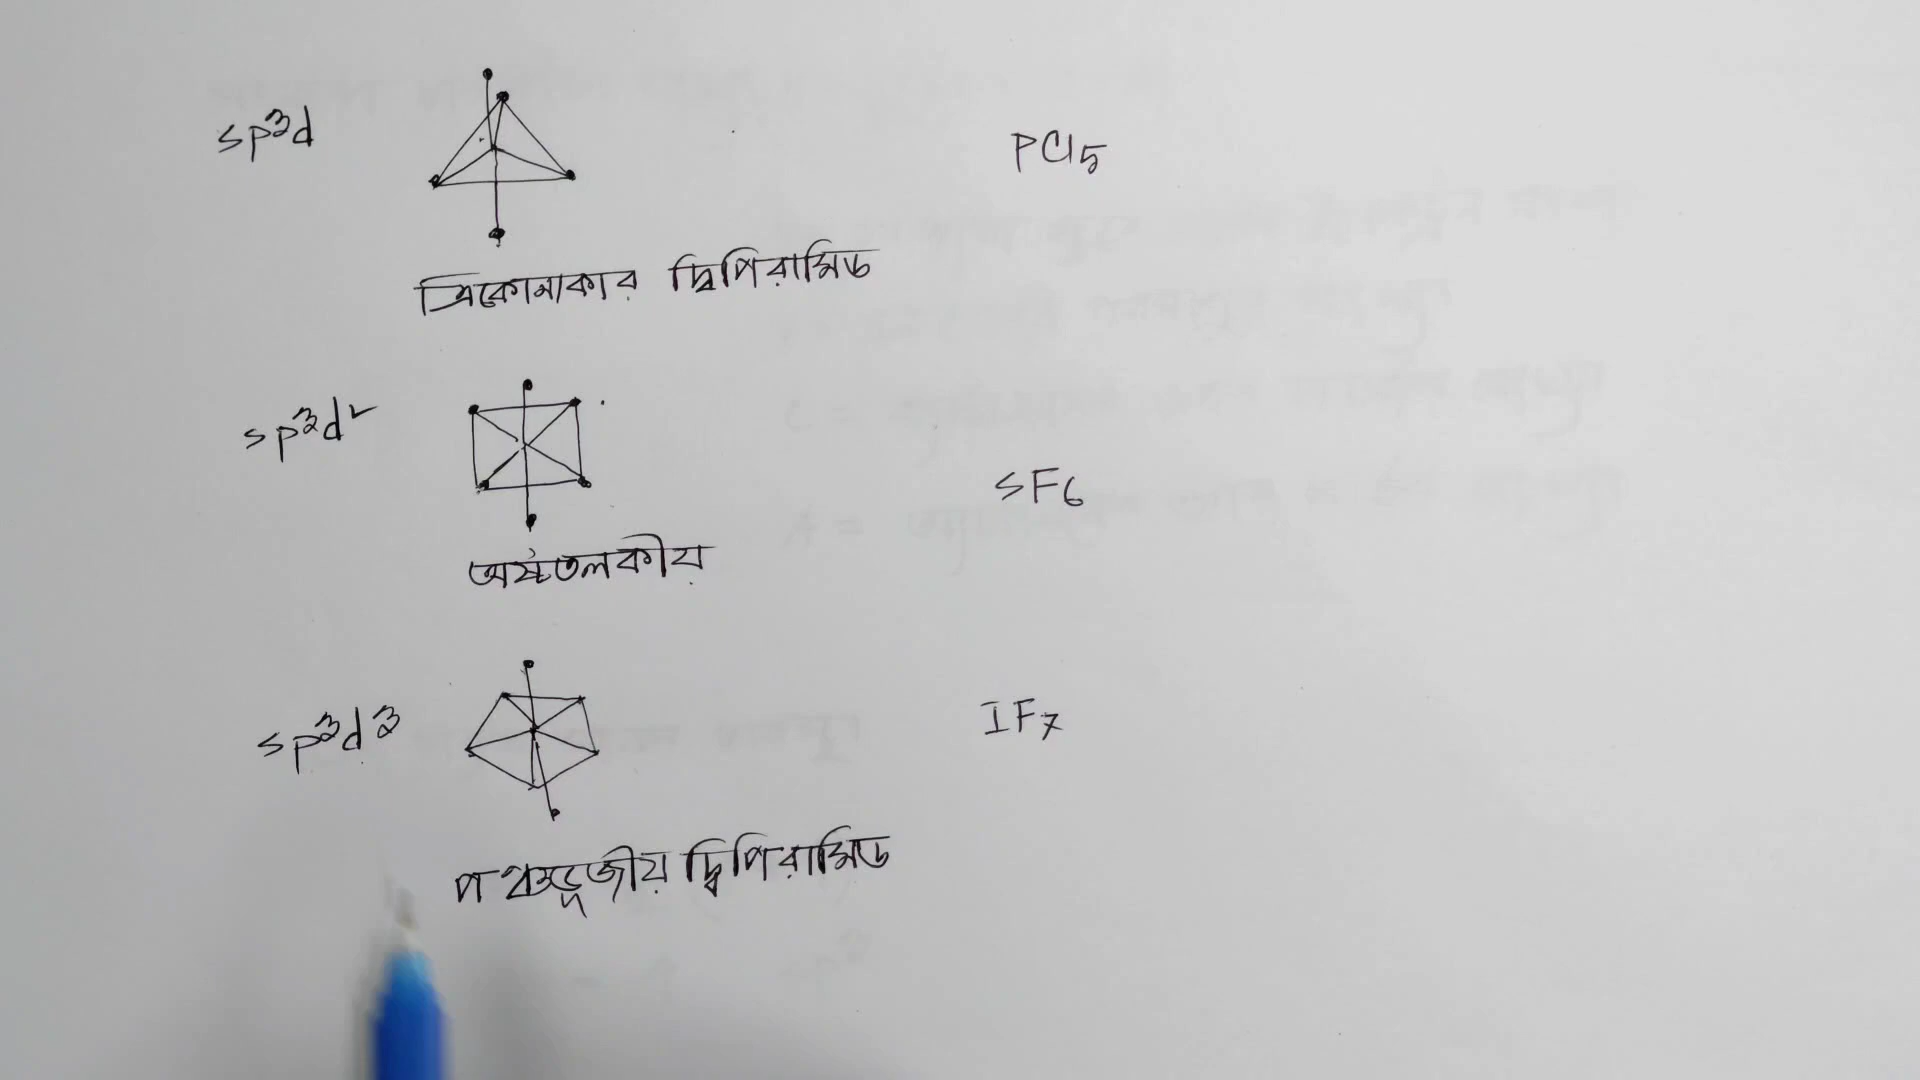 sp³d PCl₅
ত্রিকোনাকার দ্বিপিরামিড
sp³d² SF₆
অষ্টতলকীয়
sp³d³ IF₇
পঞ্চভূজীয় দ্বিপিরামিড